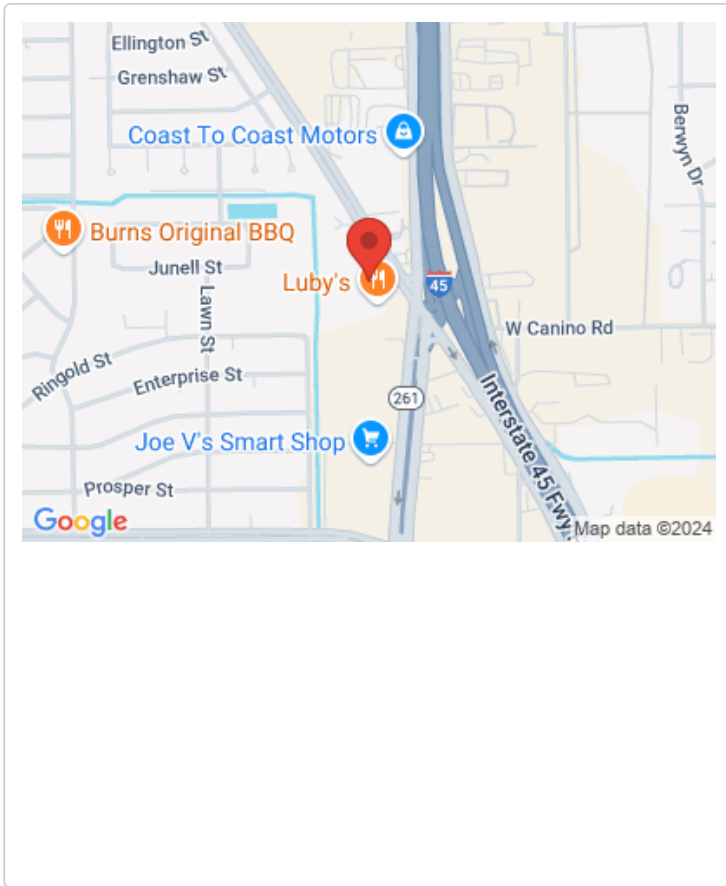 Ellington St
Grenshaw St
Coast To Coast Motors
Berwyn Dr
Burns Original BBQ
Junell St
Luby's
45
Lawn St
W Canino Rd
Ringold St
Enterprise St
261
Interstate 45 Fwy
Joe V's Smart Shop
Prosper St
Google
Map data ©2024